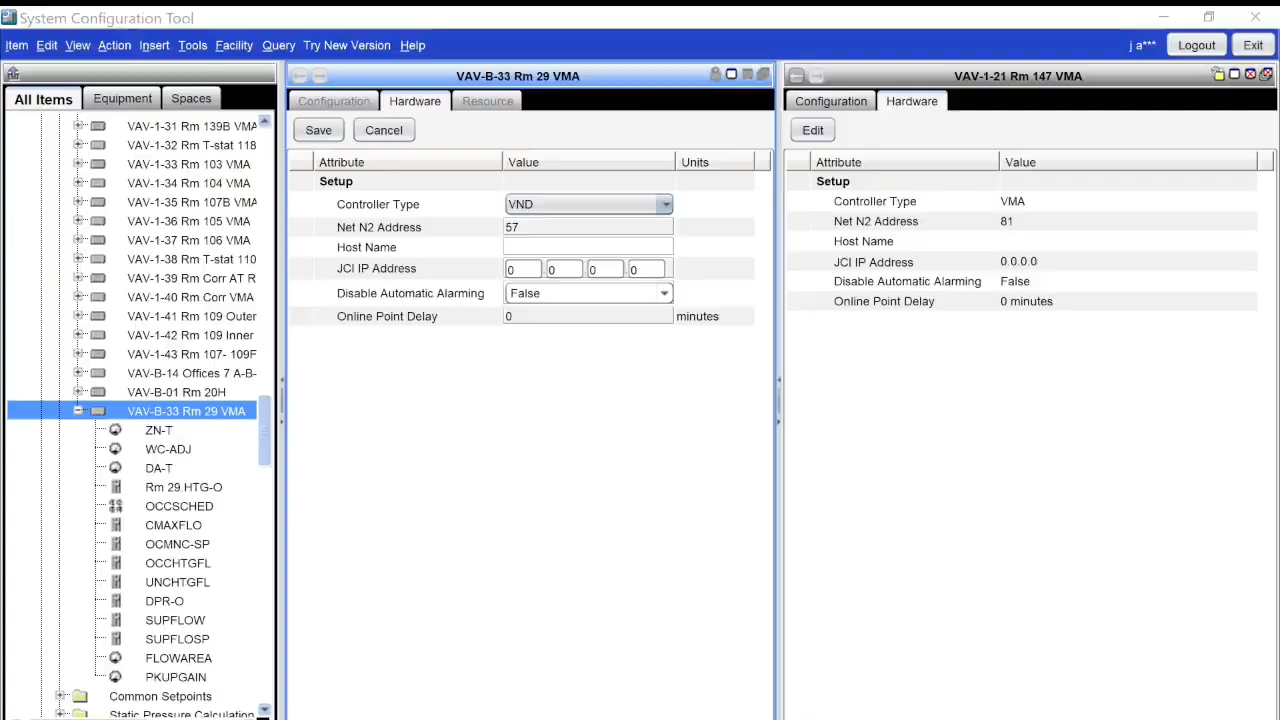 System Configuration Tool
Item Edit View Action Insert Tools Facility Query Try New Version Help
j a*** Logout Exit
All Items Equipment Spaces
VAV-1-31 Rm 139B VMA
VAV-1-32 Rm T-stat 118
VAV-1-33 Rm 103 VMA
VAV-1-34 Rm 104 VMA
VAV-1-35 Rm 107B VMA
VAV-1-36 Rm 105 VMA
VAV-1-37 Rm 106 VMA
VAV-1-38 Rm T-stat 110
VAV-1-39 Rm Corr AT R
VAV-1-40 Rm Corr VMA
VAV-1-41 Rm 109 Outer
VAV-1-42 Rm 109 Inner
VAV-1-43 Rm 107- 109F
VAV-B-14 Offices 7 A-B-
VAV-B-01 Rm 20H
VAV-B-33 Rm 29 VMA
ZN-T
WC-ADJ
DA-T
Rm 29.HTG-O
OCCSCHED
CMAXFLO
OCMNC-SP
OCCHTGFL
UNCHTGFL
DPR-O
SUPFLOW
SUPFLOSP
FLOWAREA
PKUPGAIN
Common Setpoints
Static Pressure Calculation
VAV-B-33 Rm 29 VMA
Configuration Hardware Resource
Save Cancel
Attribute Value Units
Setup
Controller Type VND
Net N2 Address 57
Host Name
JCI IP Address 0 0 0 0
Disable Automatic Alarming False
Online Point Delay 0 minutes
VAV-1-21 Rm 147 VMA
Configuration Hardware
Edit
Attribute Value
Setup
Controller Type VMA
Net N2 Address 81
Host Name
JCI IP Address 0.0.0.0
Disable Automatic Alarming False
Online Point Delay 0 minutes